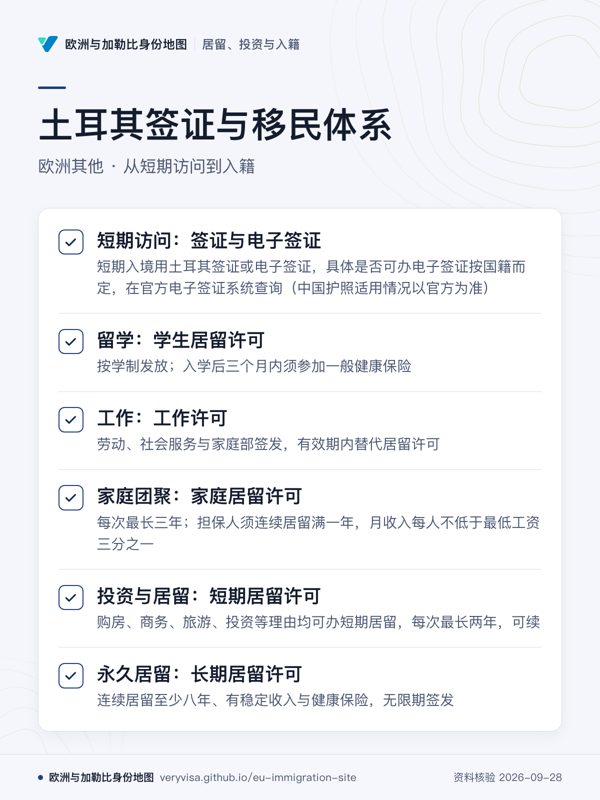 欧洲与加勒比身份地图 居留、投资与入籍
土耳其签证与移民体系
欧洲其他 · 从短期访问到入籍
短期访问：签证与电子签证
短期入境用土耳其签证或电子签证，具体是否可办电子签证按国籍而
定，在官方电子签证系统查询（中国护照适用情况以官方为准）
留学：学生居留许可
按学制发放；入学后三个月内须参加一般健康保险
工作：工作许可
劳动、社会服务与家庭部签发，有效期内替代居留许可
家庭团聚：家庭居留许可
每次最长三年；担保人须连续居留满一年，月收入每人不低于最低工资
三分之一
投资与居留：短期居留许可
购房、商务、旅游、投资等理由均可办短期居留，每次最长两年，可续
永久居留：长期居留许可
连续居留至少八年、有稳定收入与健康保险，无限期签发
欧洲与加勒比身份地图 veryvisa.github.io/eu-immigration-site 资料核验 2026-09-28